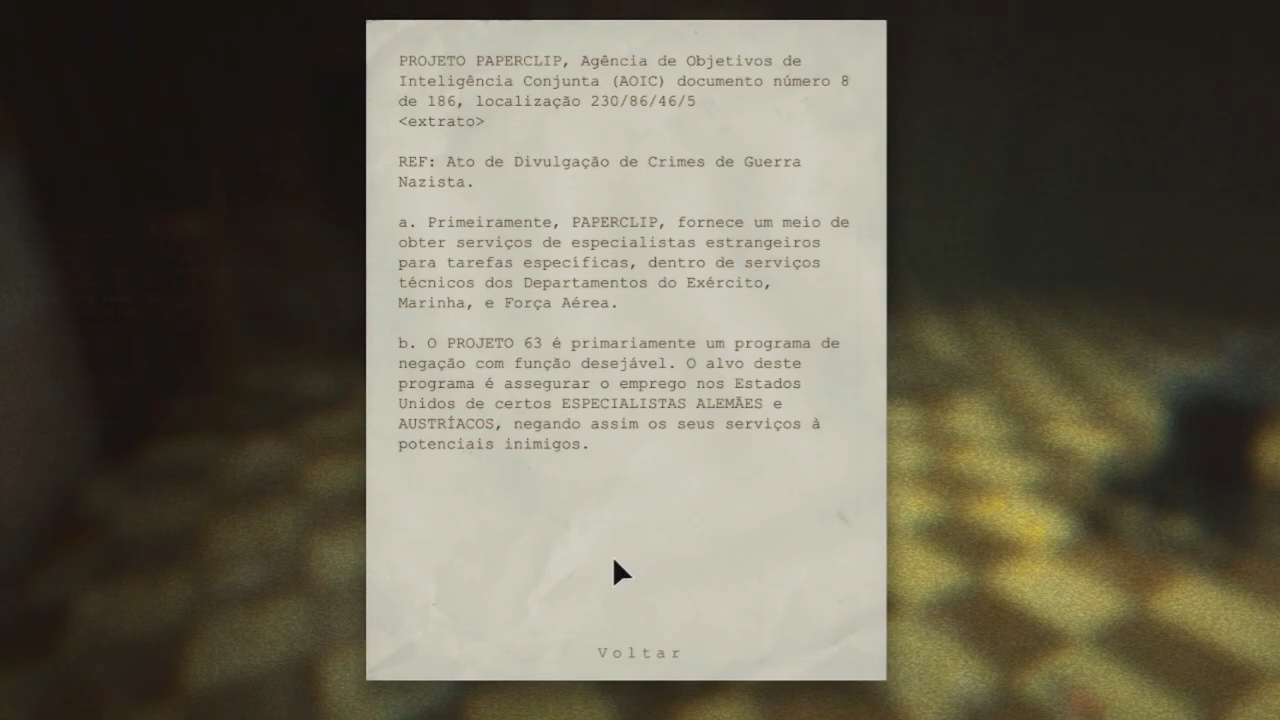 PROJETO PAPERCLIP, Agência de Objetivos de
Inteligência Conjunta (AOIC) documento número 8
de 186, localização 230/86/46/5
<extrato>
REF: Ato de Divulgação de Crimes de Guerra
Nazista.
a. Primeiramente, PAPERCLIP, fornece um meio de
obter serviços de especialistas estrangeiros
para tarefas específicas, dentro de serviços
técnicos dos Departamentos do Exército,
Marinha, e Força Aérea.
b. O PROJETO 63 é primariamente um programa de
negação com função desejável. O alvo deste
programa é assegurar o emprego nos Estados
Unidos de certos ESPECIALISTAS ALEMÃES e
AUSTRÍACOS, negando assim os seus serviços à
potenciais inimigos.
Voltar